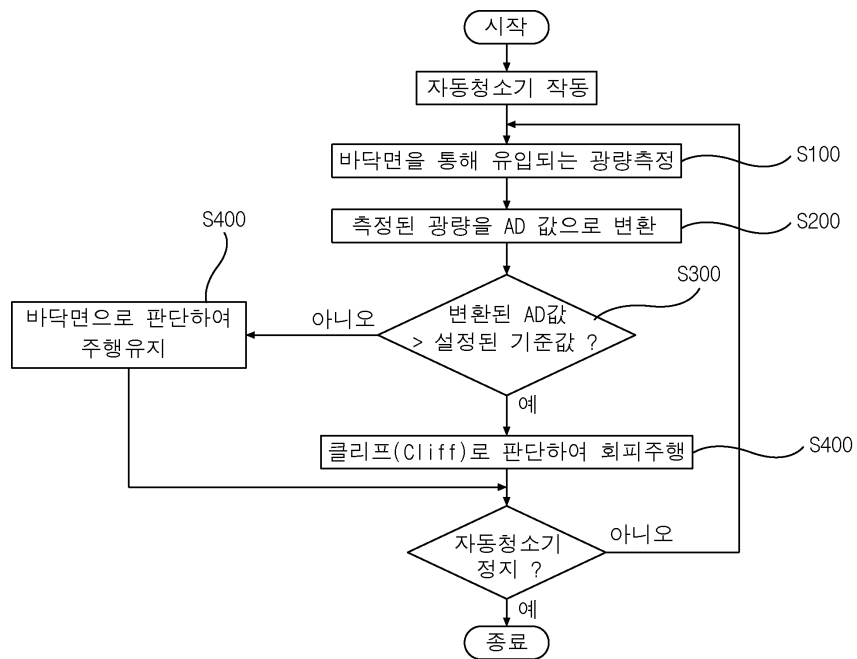 시작
자동청소기 작동
바닥면을 통해 유입되는 광량측정
S100
측정된 광량을 AD 값으로 변환
S200
S400
S300
변환된 AD값
> 설정된 기준값 ?
아니오
바닥면으로 판단하여
주행유지
예
클리프(Cliff)로 판단하여 회피주행
S400
자동청소기
정지 ?
아니오
예
종료